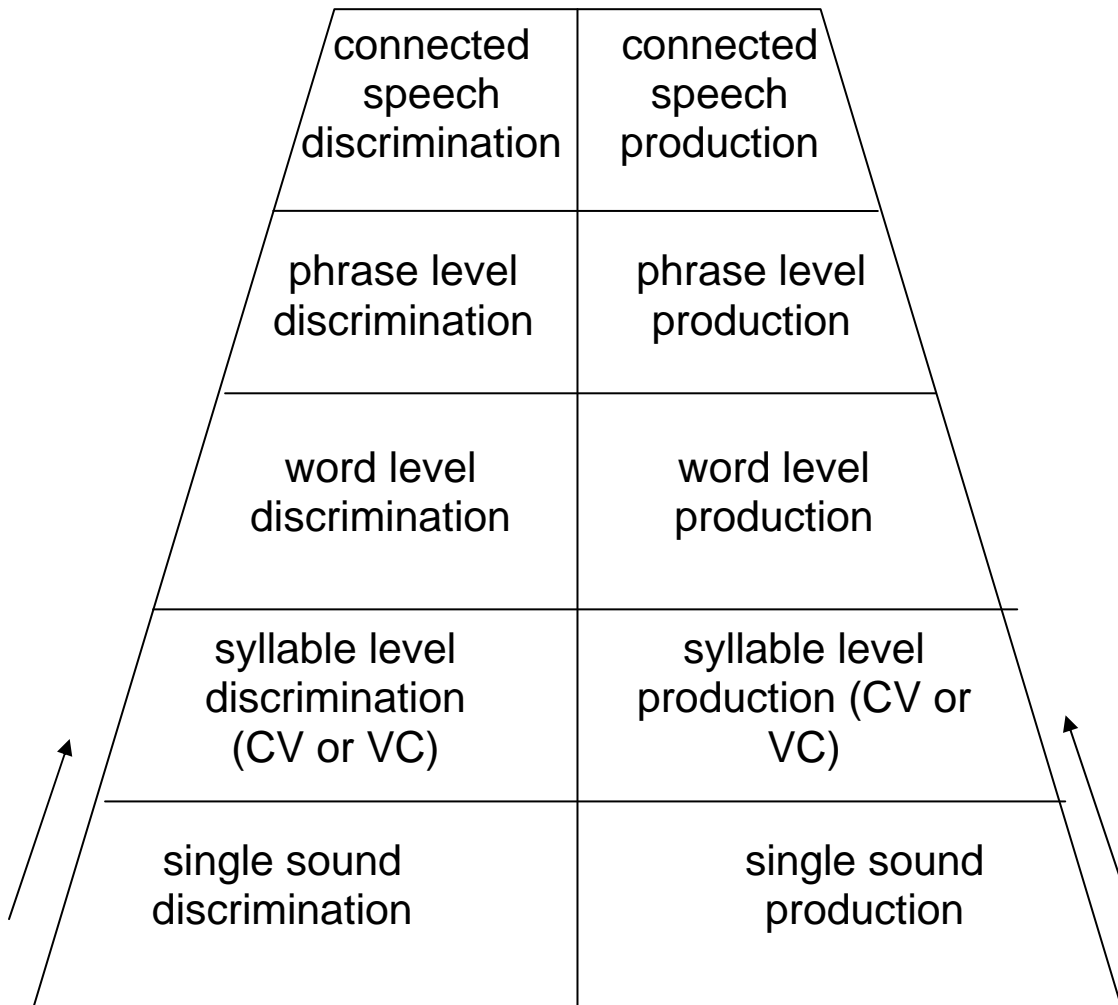 connected
speech
discrimination
connected
speech
production
phrase level
discrimination
phrase level
production
word level
discrimination
word level
production
syllable level
discrimination
(CV or VC)
syllable level
production (CV or
VC)
single sound
discrimination
single sound
production